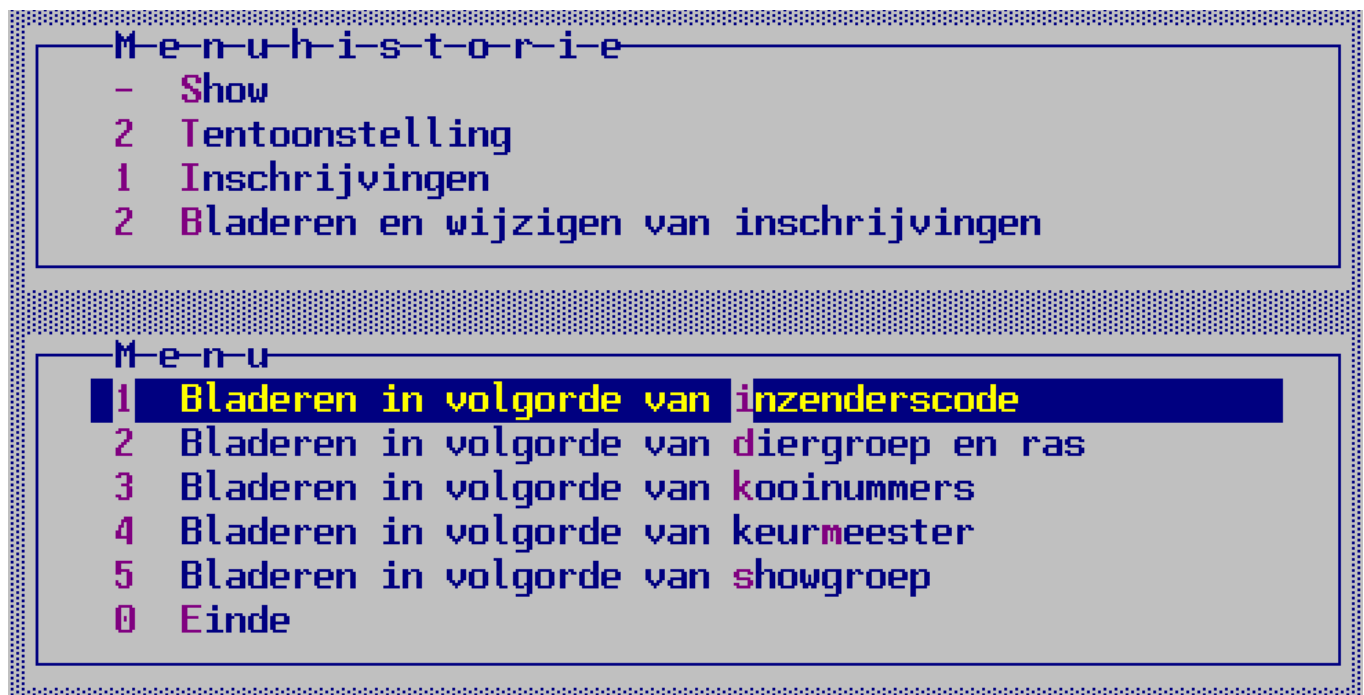 Menuhistorie
- Show
2 Tentoonstelling
1 Inschrijvingen
2 Bladeren en wijzigen van inschrijvingen
Menu
1 Bladeren in volgorde van inzenderscode
2 Bladeren in volgorde van diergroep en ras
3 Bladeren in volgorde van kooinummers
4 Bladeren in volgorde van keurmeester
5 Bladeren in volgorde van showgroep
0 Einde